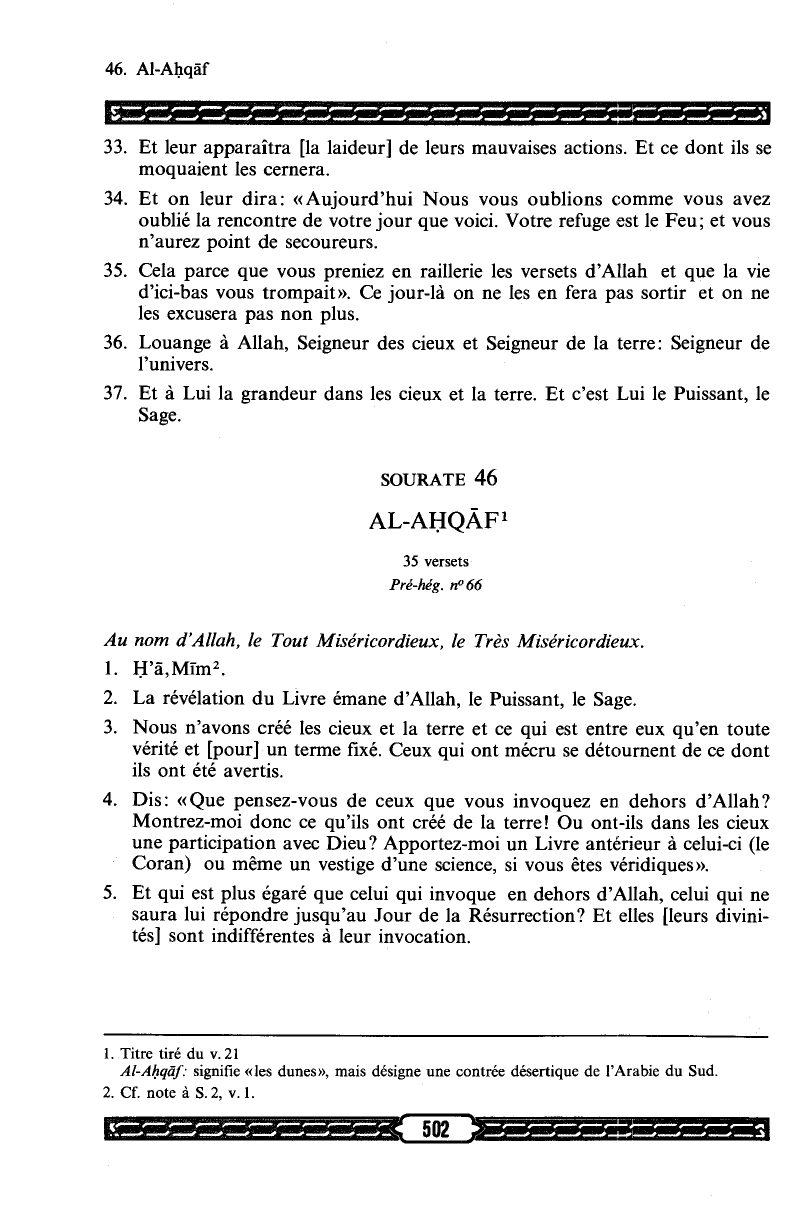 46. Al-Aḥqāf
33. Et leur apparaîtra [la laideur] de leurs mauvaises actions. Et ce dont ils se
moquaient les cernera.
34. Et on leur dira: «Aujourd'hui Nous vous oublions comme vous avez
oublié la rencontre de votre jour que voici. Votre refuge est le Feu; et vous
n'aurez point de secoureurs.
35. Cela parce que vous preniez en raillerie les versets d'Allah et que la vie
d'ici-bas vous trompait». Ce jour-là on ne les en fera pas sortir et on ne
les excusera pas non plus.
36. Louange à Allah, Seigneur des cieux et Seigneur de la terre: Seigneur de
l'univers.
37. Et à Lui la grandeur dans les cieux et la terre. Et c'est Lui le Puissant, le
Sage.
SOURATE 46
AL-AḤQĀF¹
35 versets
Pré-hég. nº 66
Au nom d'Allah, le Tout Miséricordieux, le Très Miséricordieux.
1. Ḥ'ā, Mīm².
2. La révélation du Livre émane d'Allah, le Puissant, le Sage.
3. Nous n'avons créé les cieux et la terre et ce qui est entre eux qu'en toute
vérité et [pour] un terme fixé. Ceux qui ont mécru se détournent de ce dont
ils ont été avertis.
4. Dis: «Que pensez-vous de ceux que vous invoquez en dehors d'Allah?
Montrez-moi donc ce qu'ils ont créé de la terre! Ou ont-ils dans les cieux
une participation avec Dieu? Apportez-moi un Livre antérieur à celui-ci (le
Coran) ou même un vestige d'une science, si vous êtes véridiques».
5. Et qui est plus égaré que celui qui invoque en dehors d'Allah, celui qui ne
saura lui répondre jusqu'au Jour de la Résurrection? Et elles [leurs divini-
tés] sont indifférentes à leur invocation.
1. Titre tiré du v. 21
Al-Aḥqāf: signifie «les dunes», mais désigne une contrée désertique de l'Arabie du Sud.
2. Cf. note à S. 2, v. 1.
502